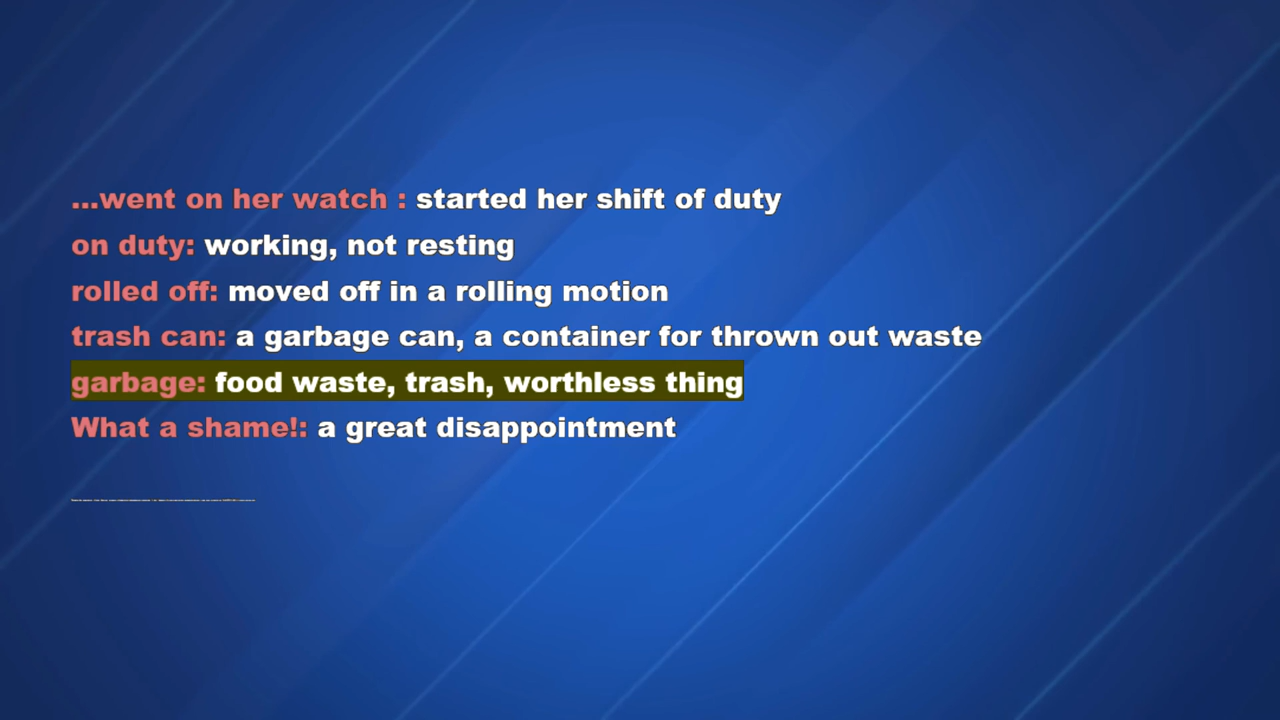 ...went on her watch : started her shift of duty
on duty: working, not resting
rolled off: moved off in a rolling motion
trash can: a garbage can, a container for thrown out waste
garbage: food waste, trash, worthless thing
What a shame!: a great disappointment